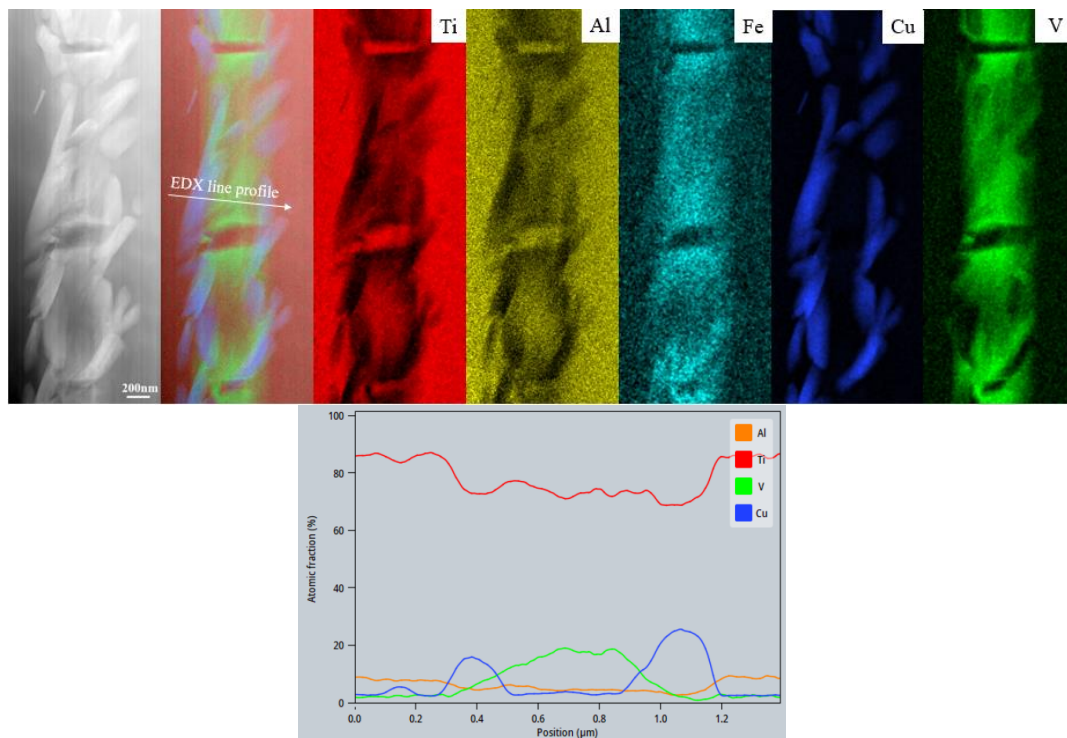 Ti
Al
Fe
Cu
V
EDX line profile
200nm
100
80
60
40
20
0
Atomic fraction (%)
Al
Ti
V
Cu
0.0 0.2 0.4 0.6 0.8 1.0 1.2
Position (µm)